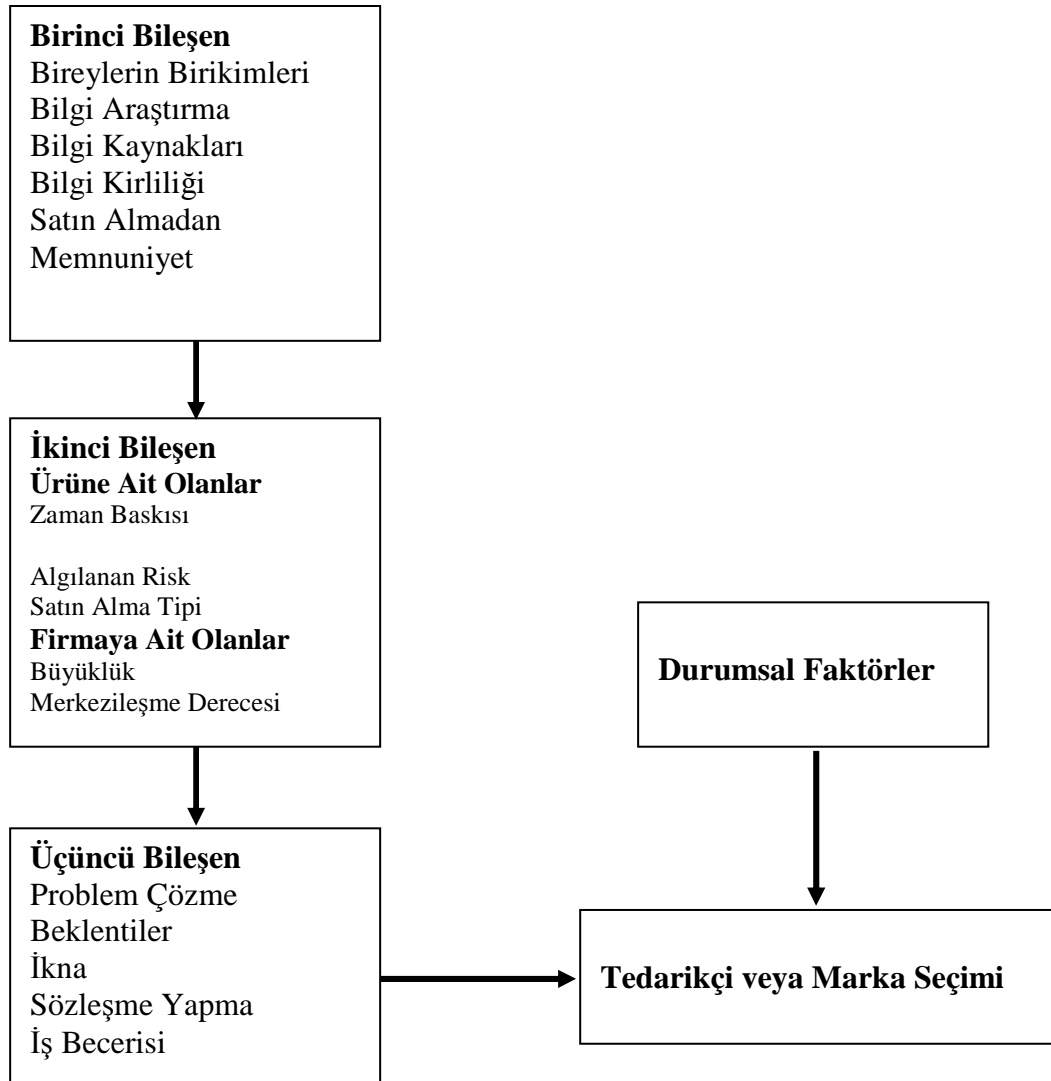 Birinci Bileşen
Bireylerin Birikimleri
Bilgi Araştırma
Bilgi Kaynakları
Bilgi Kirliliği
Satın Almadan
Memnuniyet
İkinci Bileşen
Ürüne Ait Olanlar
Zaman Baskısı
Algılanan Risk
Satın Alma Tipi
Firmaya Ait Olanlar
Büyüklük
Merkezileşme Derecesi
Durumsal Faktörler
Üçüncü Bileşen
Problem Çözme
Beklentiler
İkna
Sözleşme Yapma
İş Becerisi
Tedarikçi veya Marka Seçimi